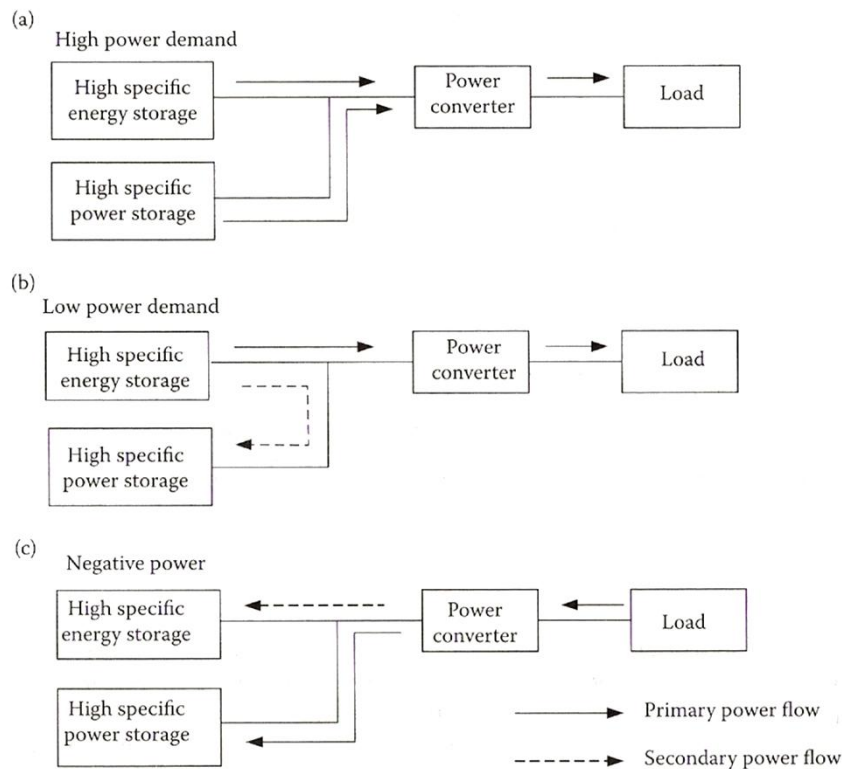 (a)
High power demand
High specific
energy storage
Power
converter
Load
High specific
power storage
(b)
Low power demand
High specific
energy storage
Power
converter
Load
High specific
power storage
(c)
Negative power
High specific
energy storage
Power
converter
Load
High specific
power storage
Primary power flow
Secondary power flow